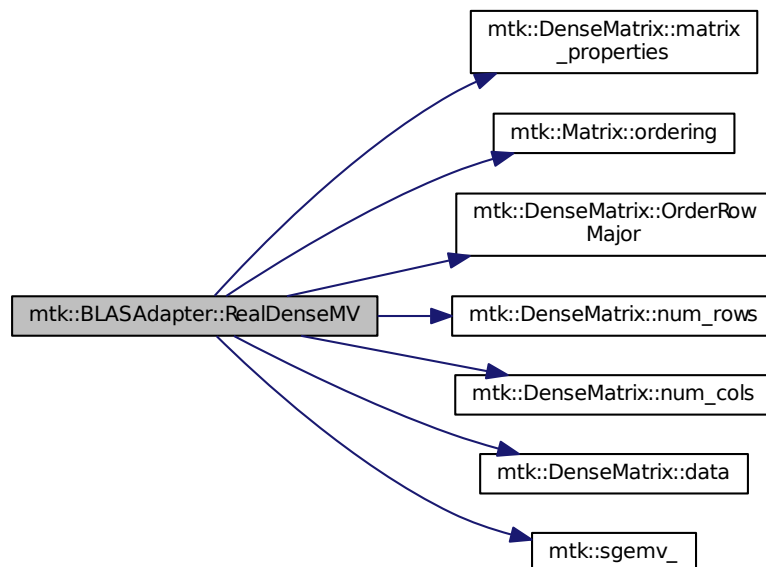 mtk::DenseMatrix::matrix
_properties
mtk::Matrix::ordering
mtk::DenseMatrix::OrderRow
Major
mtk::BLASAdapter::RealDenseMV
mtk::DenseMatrix::num_rows
mtk::DenseMatrix::num_cols
mtk::DenseMatrix::data
mtk::sgemv_